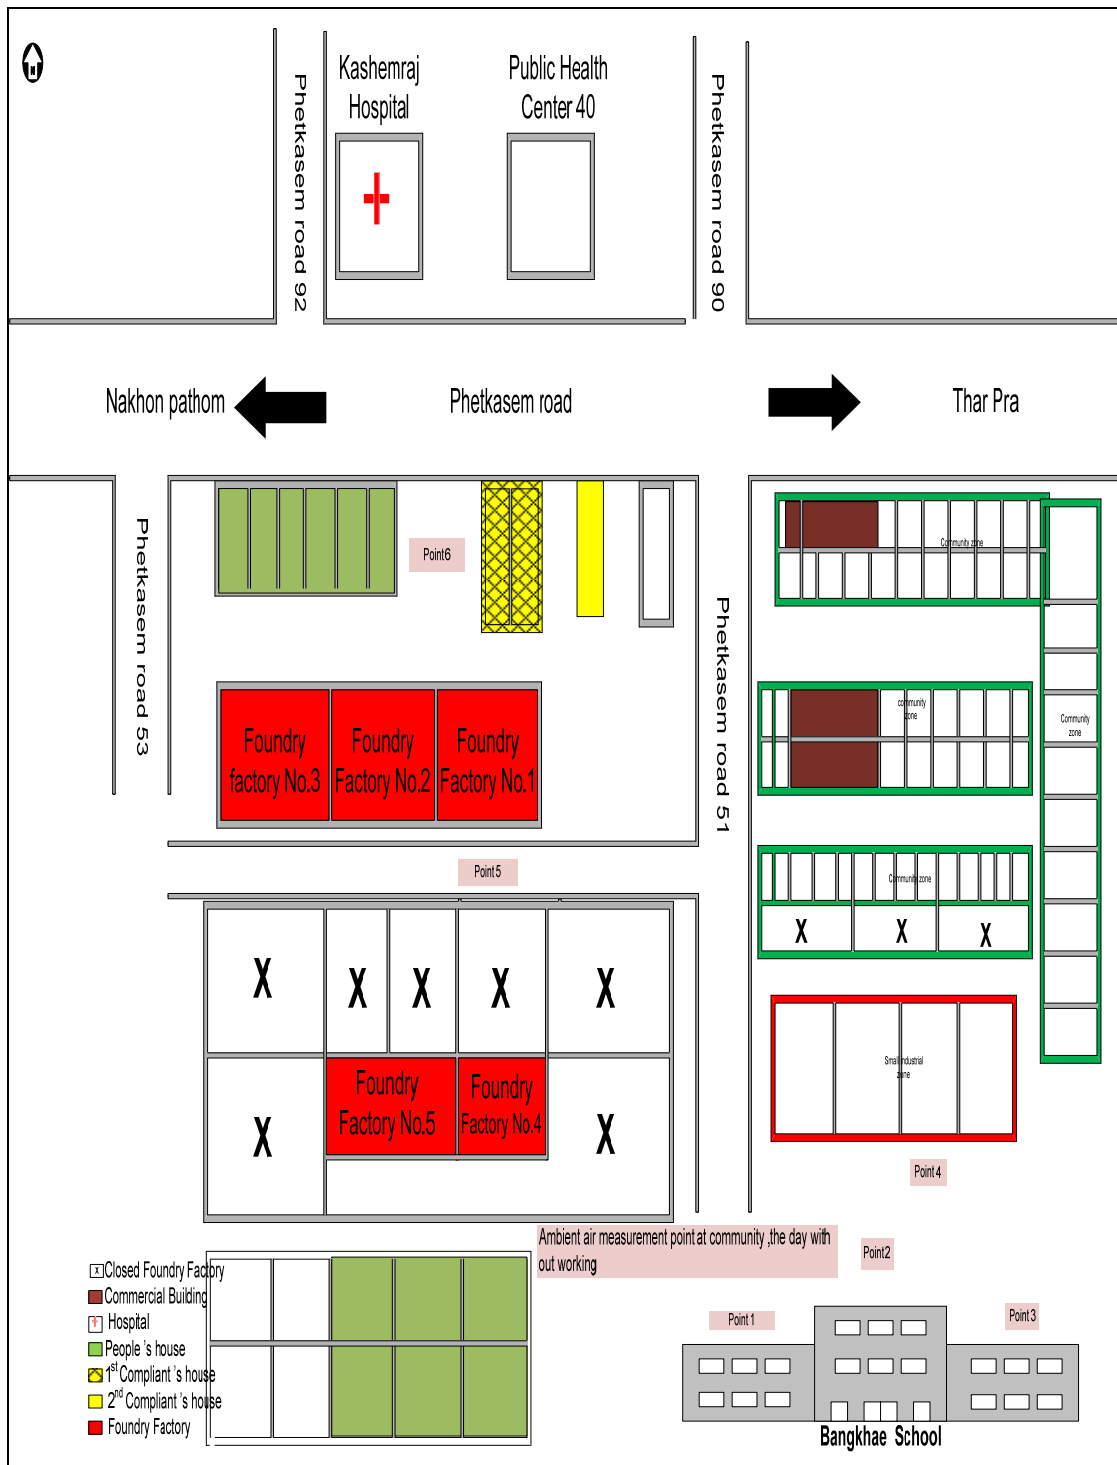 N
Kashemraj
Hospital
Public Health
Center 40
Phetkasem road 92
Phetkasem road 90
Nakhon pathom
Phetkasem road
Thar Pra
Phetkasem road 53
Point6
Phetkasem road 51
Community zone
community
zone
Community
zone
Foundry
factory No.3
Foundry
Factory No.2
Foundry
Factory No.1
Point 5
Community zone
X
X
X
X
X
X
X
X
Small industrial
zone
Foundry
Factory No.5
Foundry
Factory No.4
X
X
Point 4
Ambient air measurement point at community ,the day with
out working
Point2
x Closed Foundry Factory
Commercial Building
Hospital
People 's house
1st Compliant 's house
2nd Compliant 's house
Foundry Factory
Point 1
Point 3
Bangkhae School